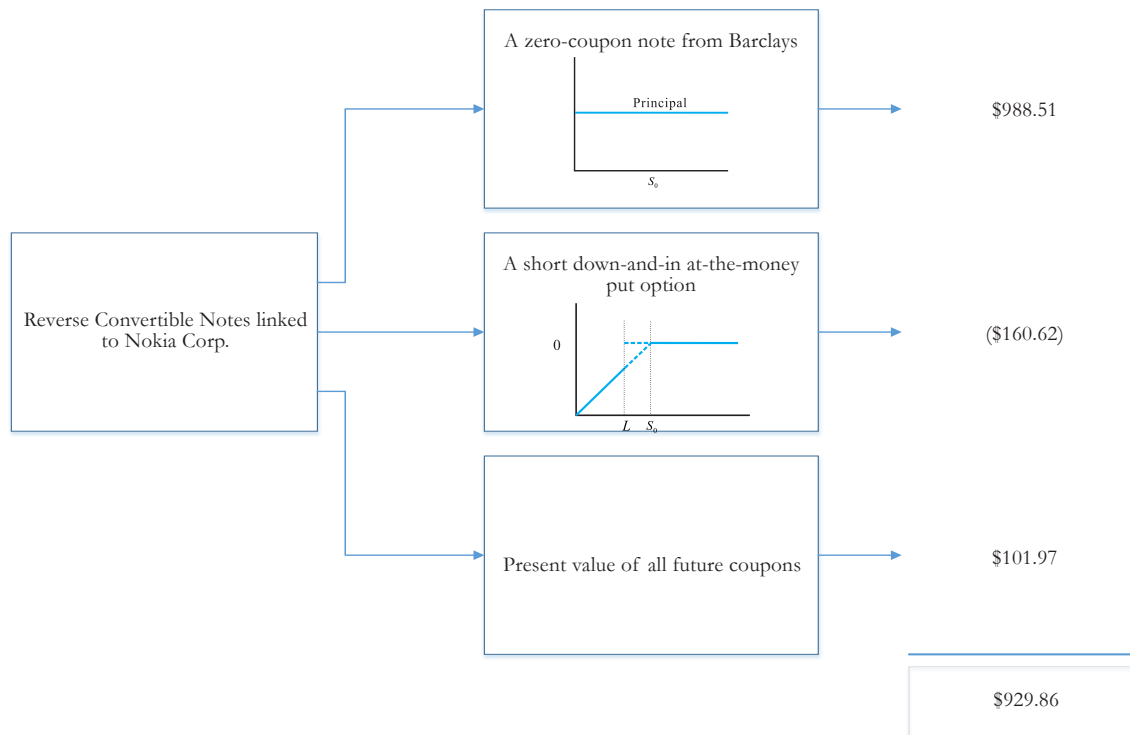 A zero-coupon note from Barclays
Principal
S₀
$988.51
Reverse Convertible Notes linked
to Nokia Corp.
A short down-and-in at-the-money
put option
0
L S₀
($160.62)
Present value of all future coupons
$101.97
$929.86